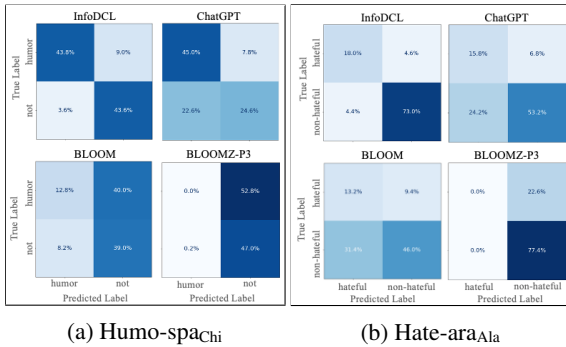 InfoDCL ChatGPT
True Label
humor 43.8% 9.0% 45.0% 7.8%
not 3.6% 43.6% 22.6% 24.6%
BLOOM BLOOMZ-P3
True Label
humor 12.8% 40.0% 0.0% 52.8%
not 8.2% 39.0% 0.2% 47.0%
humor not humor not
Predicted Label Predicted Label
(a) Humo-spaChi
InfoDCL ChatGPT
True Label
hateful 18.0% 4.6% 15.8% 6.8%
non-hateful 4.4% 73.0% 24.2% 53.2%
BLOOM BLOOMZ-P3
True Label
hateful 13.2% 9.4% 0.0% 22.6%
non-hateful 31.4% 46.0% 0.0% 77.4%
hateful non-hateful hateful non-hateful
Predicted Label Predicted Label
(b) Hate-araAla